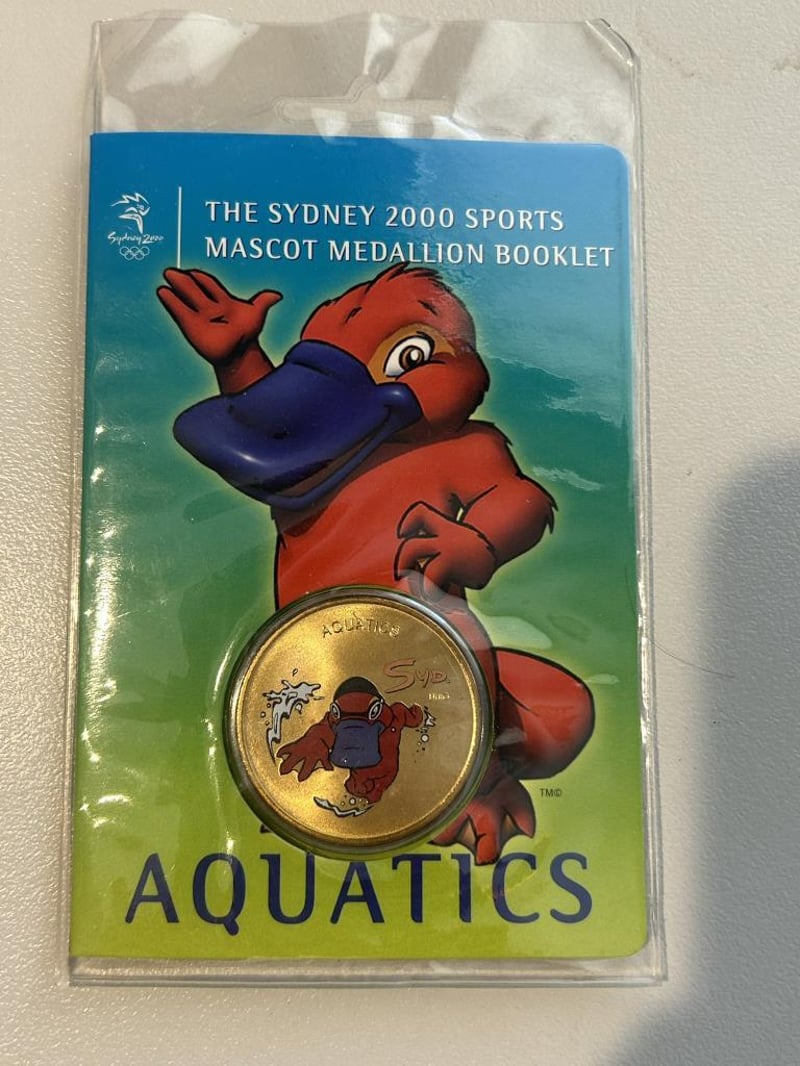 Sydney 2000
THE SYDNEY 2000 SPORTS
MASCOT MEDALLION BOOKLET
AQUATICS
SYD.
TM©
AQUATICS